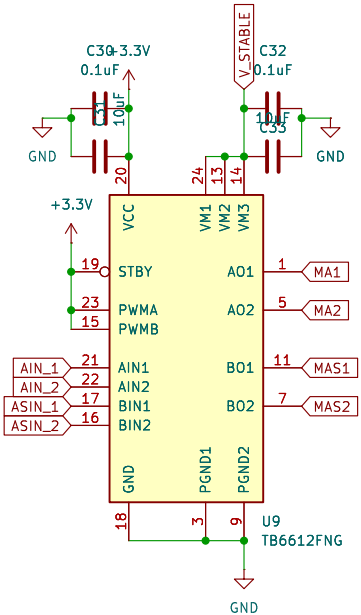 V_STABLE
C30
+3.3V
C32
0.1uF
0.1uF
C31
10uF
10uF
C33
GND
GND
20
24
13
14
+3.3V
VCC
VM1
VM2
VM3
19
STBY
AO1
1
MA1
23
PWMA
AO2
5
MA2
15
PWMB
AIN_1
21
AIN1
BO1
11
MAS1
AIN_2
22
AIN2
ASIN_1
17
BIN1
BO2
7
MAS2
ASIN_2
16
BIN2
GND
PGND1
PGND2
18
3
9
U9
TB6612FNG
GND